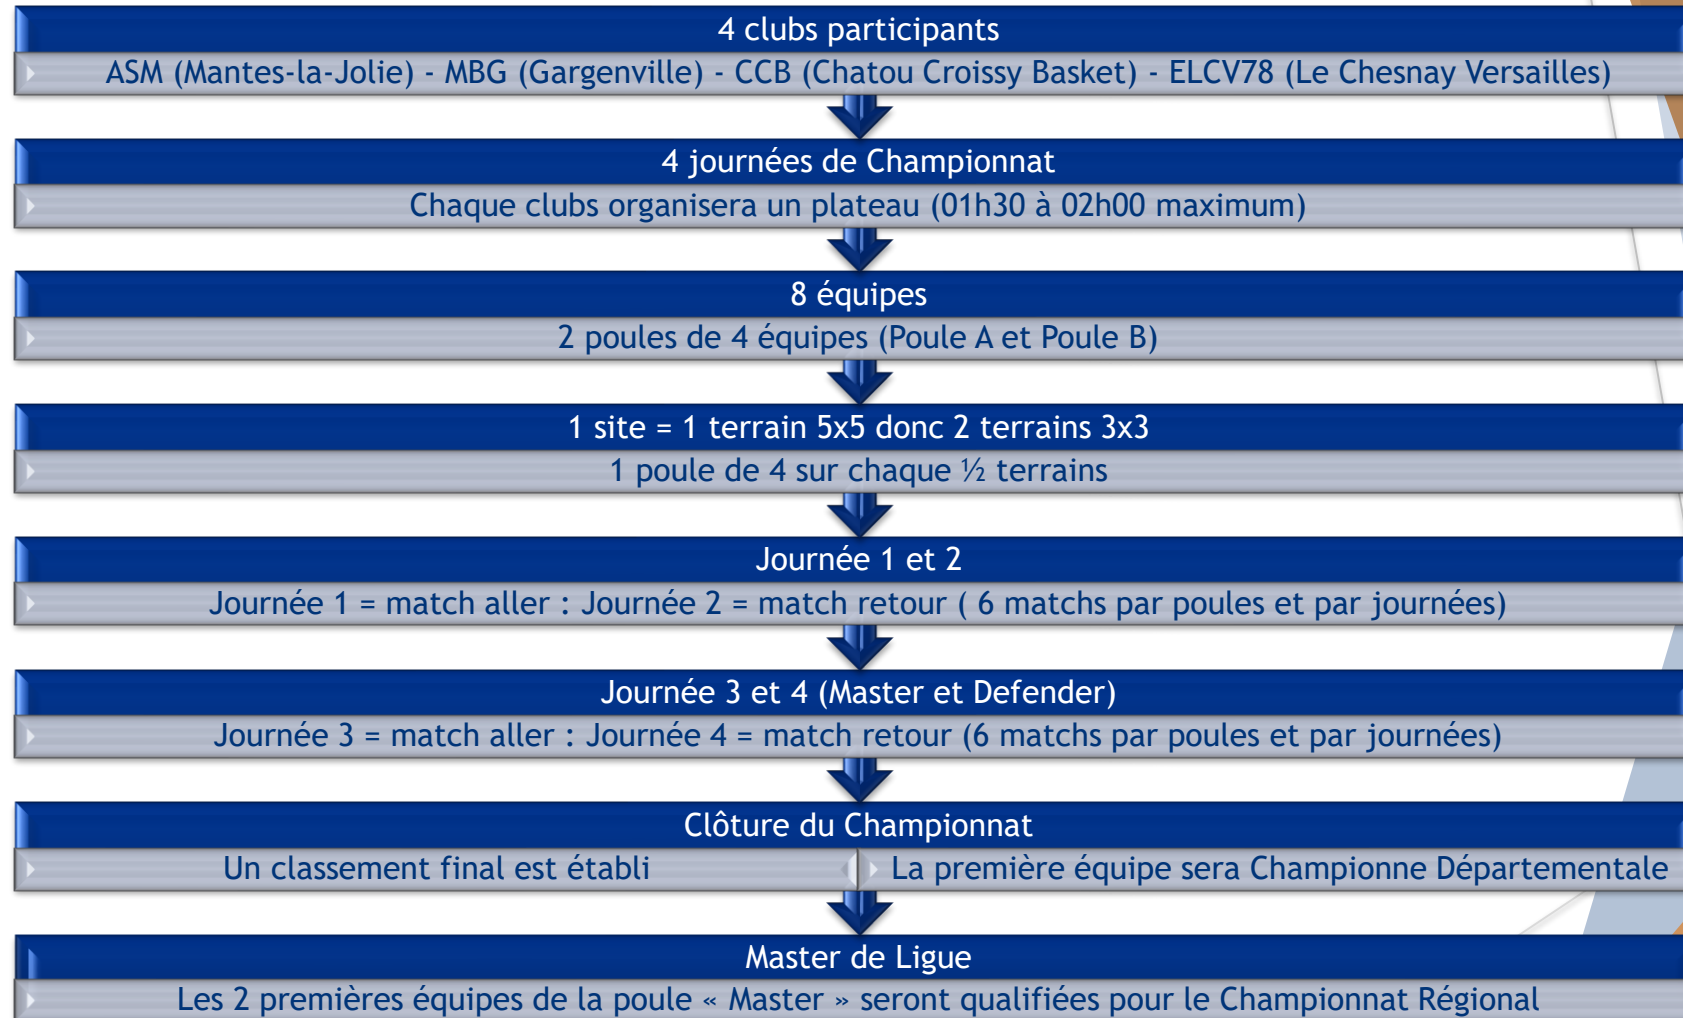 4 clubs participants
ASM (Mantes-la-Jolie) - MBG (Gargenville) - CCB (Chatou Croissy Basket) - ELCV78 (Le Chesnay Versailles)
4 journées de Championnat
Chaque clubs organisera un plateau (01h30 à 02h00 maximum)
8 équipes
2 poules de 4 équipes (Poule A et Poule B)
1 site = 1 terrain 5x5 donc 2 terrains 3x3
1 poule de 4 sur chaque ½ terrains
Journée 1 et 2
Journée 1 = match aller : Journée 2 = match retour ( 6 matchs par poules et par journées)
Journée 3 et 4 (Master et Defender)
Journée 3 = match aller : Journée 4 = match retour (6 matchs par poules et par journées)
Clôture du Championnat
Un classement final est établi
La première équipe sera Championne Départementale
Master de Ligue
Les 2 premières équipes de la poule « Master » seront qualifiées pour le Championnat Régional